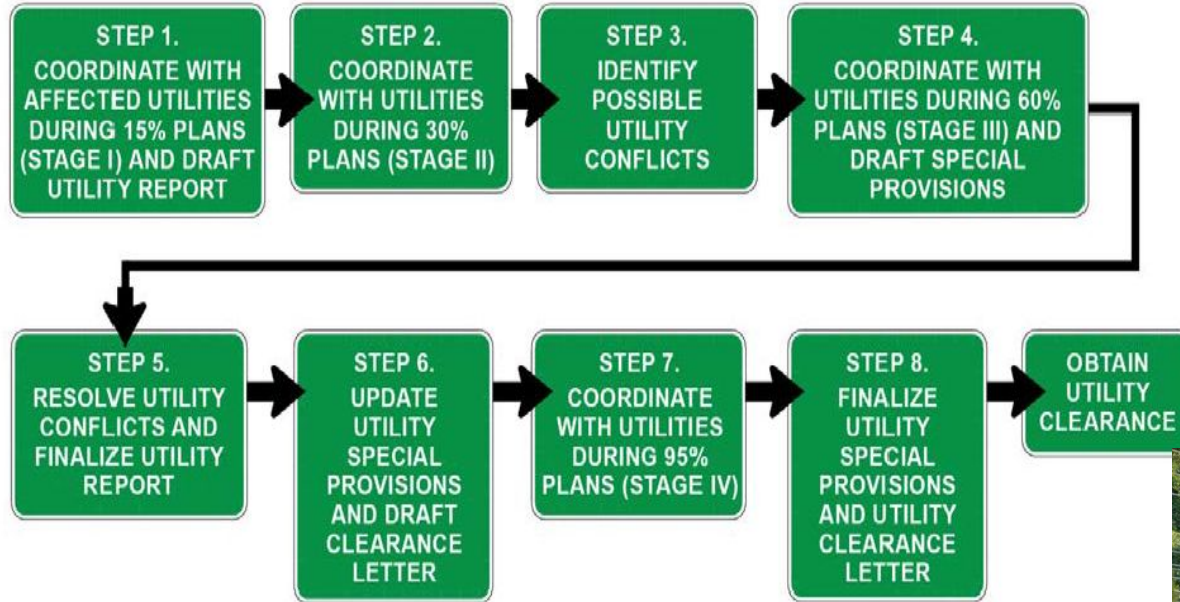 STEP 1.
COORDINATE WITH
AFFECTED UTILITIES
DURING 15% PLANS
(STAGE I) AND DRAFT
UTILITY REPORT
STEP 2.
COORDINATE
WITH UTILITIES
DURING 30%
PLANS (STAGE II)
STEP 3.
IDENTIFY
POSSIBLE
UTILITY
CONFLICTS
STEP 4.
COORDINATE WITH
UTILITIES DURING 60%
PLANS (STAGE III) AND
DRAFT SPECIAL
PROVISIONS
STEP 5.
RESOLVE UTILITY
CONFLICTS AND
FINALIZE UTILITY
REPORT
STEP 6.
UPDATE
UTILITY
SPECIAL
PROVISIONS
AND DRAFT
CLEARANCE
LETTER
STEP 7.
COORDINATE
WITH UTILITIES
DURING 95%
PLANS (STAGE IV)
STEP 8.
FINALIZE
UTILITY
SPECIAL
PROVISIONS
AND UTILITY
CLEARANCE
LETTER
OBTAIN
UTILITY
CLEARANCE